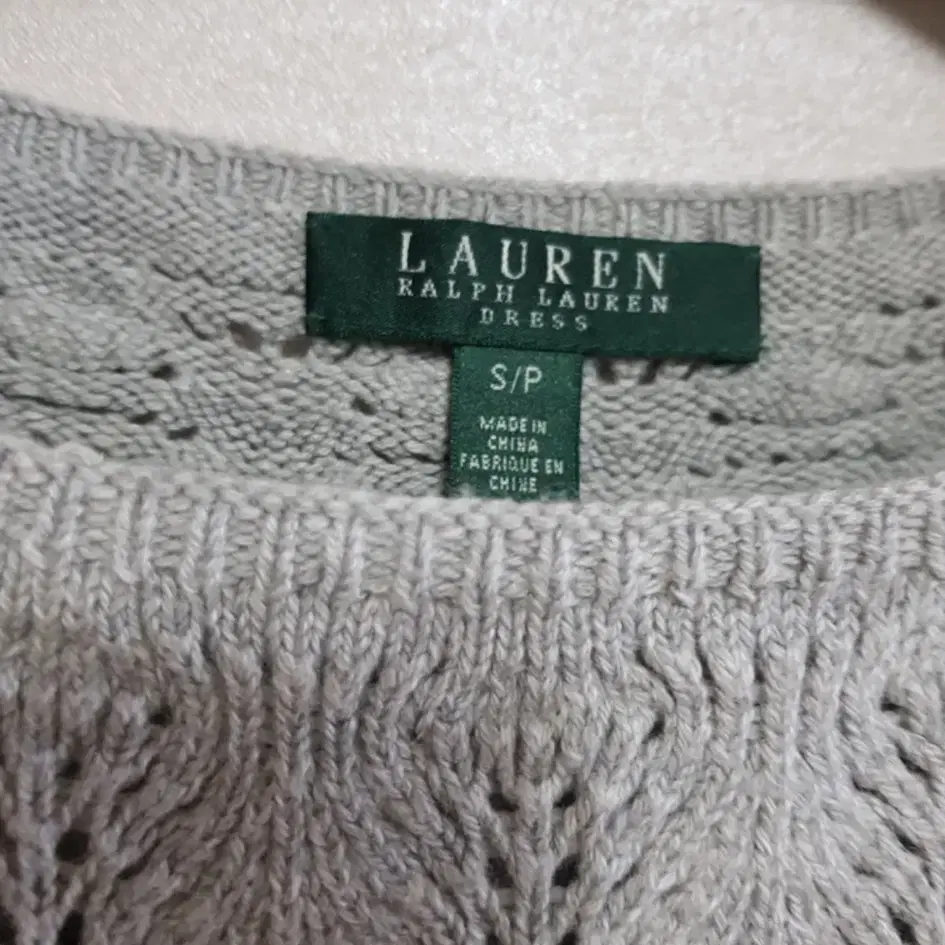 LAUREN
RALPH LAUREN
DRESS
S/P
MADE IN
CHINA
FABRIQUE EN
CHINE